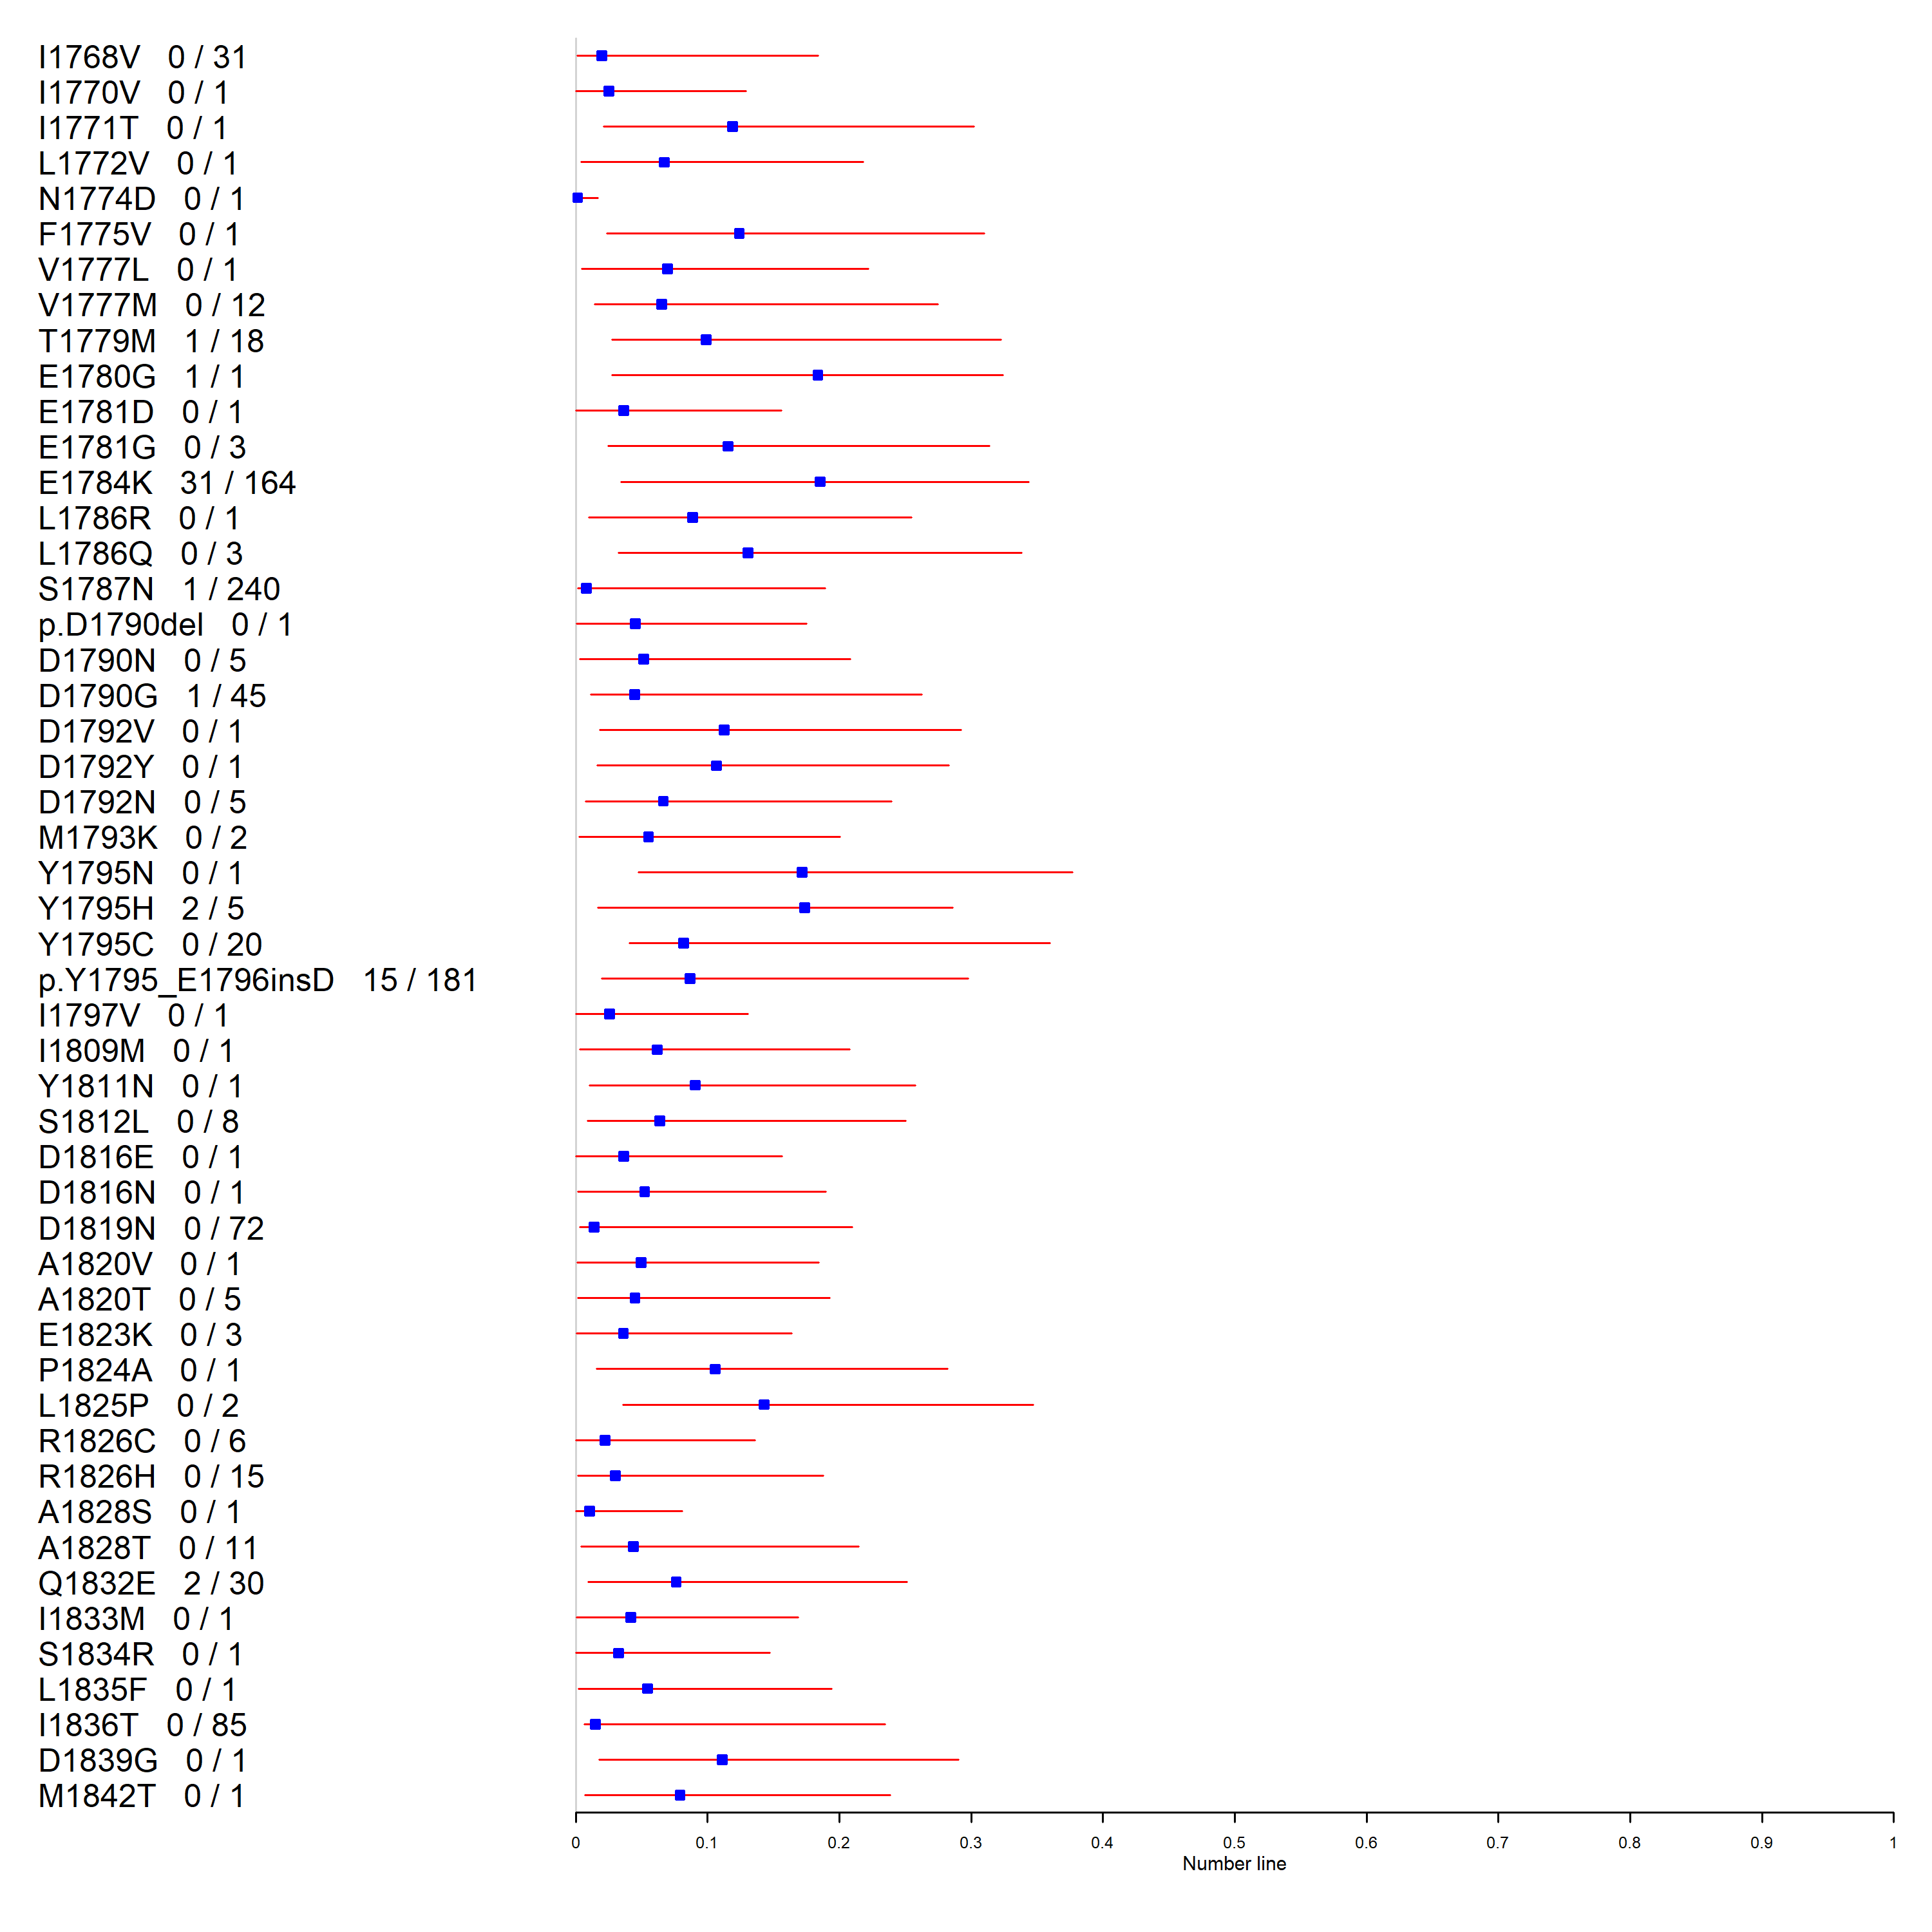 I1768V 0 / 31
I1770V 0 / 1
I1771T 0 / 1
L1772V 0 / 1
N1774D 0 / 1
F1775V 0 / 1
V1777L 0 / 1
V1777M 0 / 12
T1779M 1 / 18
E1780G 1 / 1
E1781D 0 / 1
E1781G 0 / 3
E1784K 31 / 164
L1786R 0 / 1
L1786Q 0 / 3
S1787N 1 / 240
p.D1790del 0 / 1
D1790N 0 / 5
D1790G 1 / 45
D1792V 0 / 1
D1792Y 0 / 1
D1792N 0 / 5
M1793K 0 / 2
Y1795N 0 / 1
Y1795H 2 / 5
Y1795C 0 / 20
p.Y1795_E1796insD 15 / 181
I1797V 0 / 1
I1809M 0 / 1
Y1811N 0 / 1
S1812L 0 / 8
D1816E 0 / 1
D1816N 0 / 1
D1819N 0 / 72
A1820V 0 / 1
A1820T 0 / 5
E1823K 0 / 3
P1824A 0 / 1
L1825P 0 / 2
R1826C 0 / 6
R1826H 0 / 15
A1828S 0 / 1
A1828T 0 / 11
Q1832E 2 / 30
I1833M 0 / 1
S1834R 0 / 1
L1835F 0 / 1
I1836T 0 / 85
D1839G 0 / 1
M1842T 0 / 1
0 0.1 0.2 0.3 0.4 0.5 0.6 0.7 0.8 0.9 1
Number line